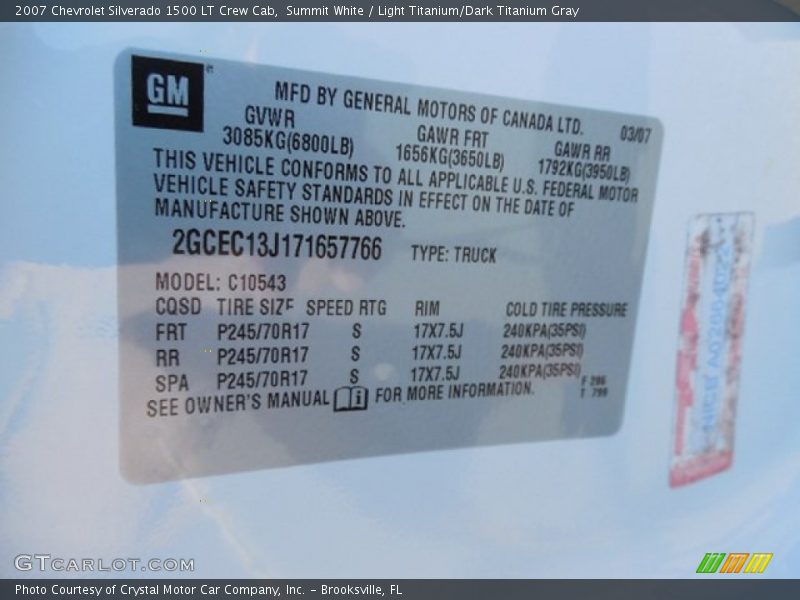 2007 Chevrolet Silverado 1500 LT Crew Cab, Summit White / Light Titanium/Dark Titanium Gray
GM
MFD BY GENERAL MOTORS OF CANADA LTD.
03/07
GVWR GAWR FRT GAWR RR
3085KG(6800LB) 1656KG(3650LB) 1792KG(3950LB)
THIS VEHICLE CONFORMS TO ALL APPLICABLE U.S. FEDERAL MOTOR
VEHICLE SAFETY STANDARDS IN EFFECT ON THE DATE OF
MANUFACTURE SHOWN ABOVE.
2GCEC13J171657766 TYPE: TRUCK
MODEL: C10543
CQSD TIRE SIZE SPEED RTG RIM COLD TIRE PRESSURE
FRT P245/70R17 S 17X7.5J 240KPA(35PSI)
RR P245/70R17 S 17X7.5J 240KPA(35PSI)
SPA P245/70R17 S 17X7.5J 240KPA(35PSI)
SEE OWNER'S MANUAL FOR MORE INFORMATION.
F 286
T 799
GTCARLOT.COM
Photo Courtesy of Crystal Motor Car Company, Inc. - Brooksville, FL